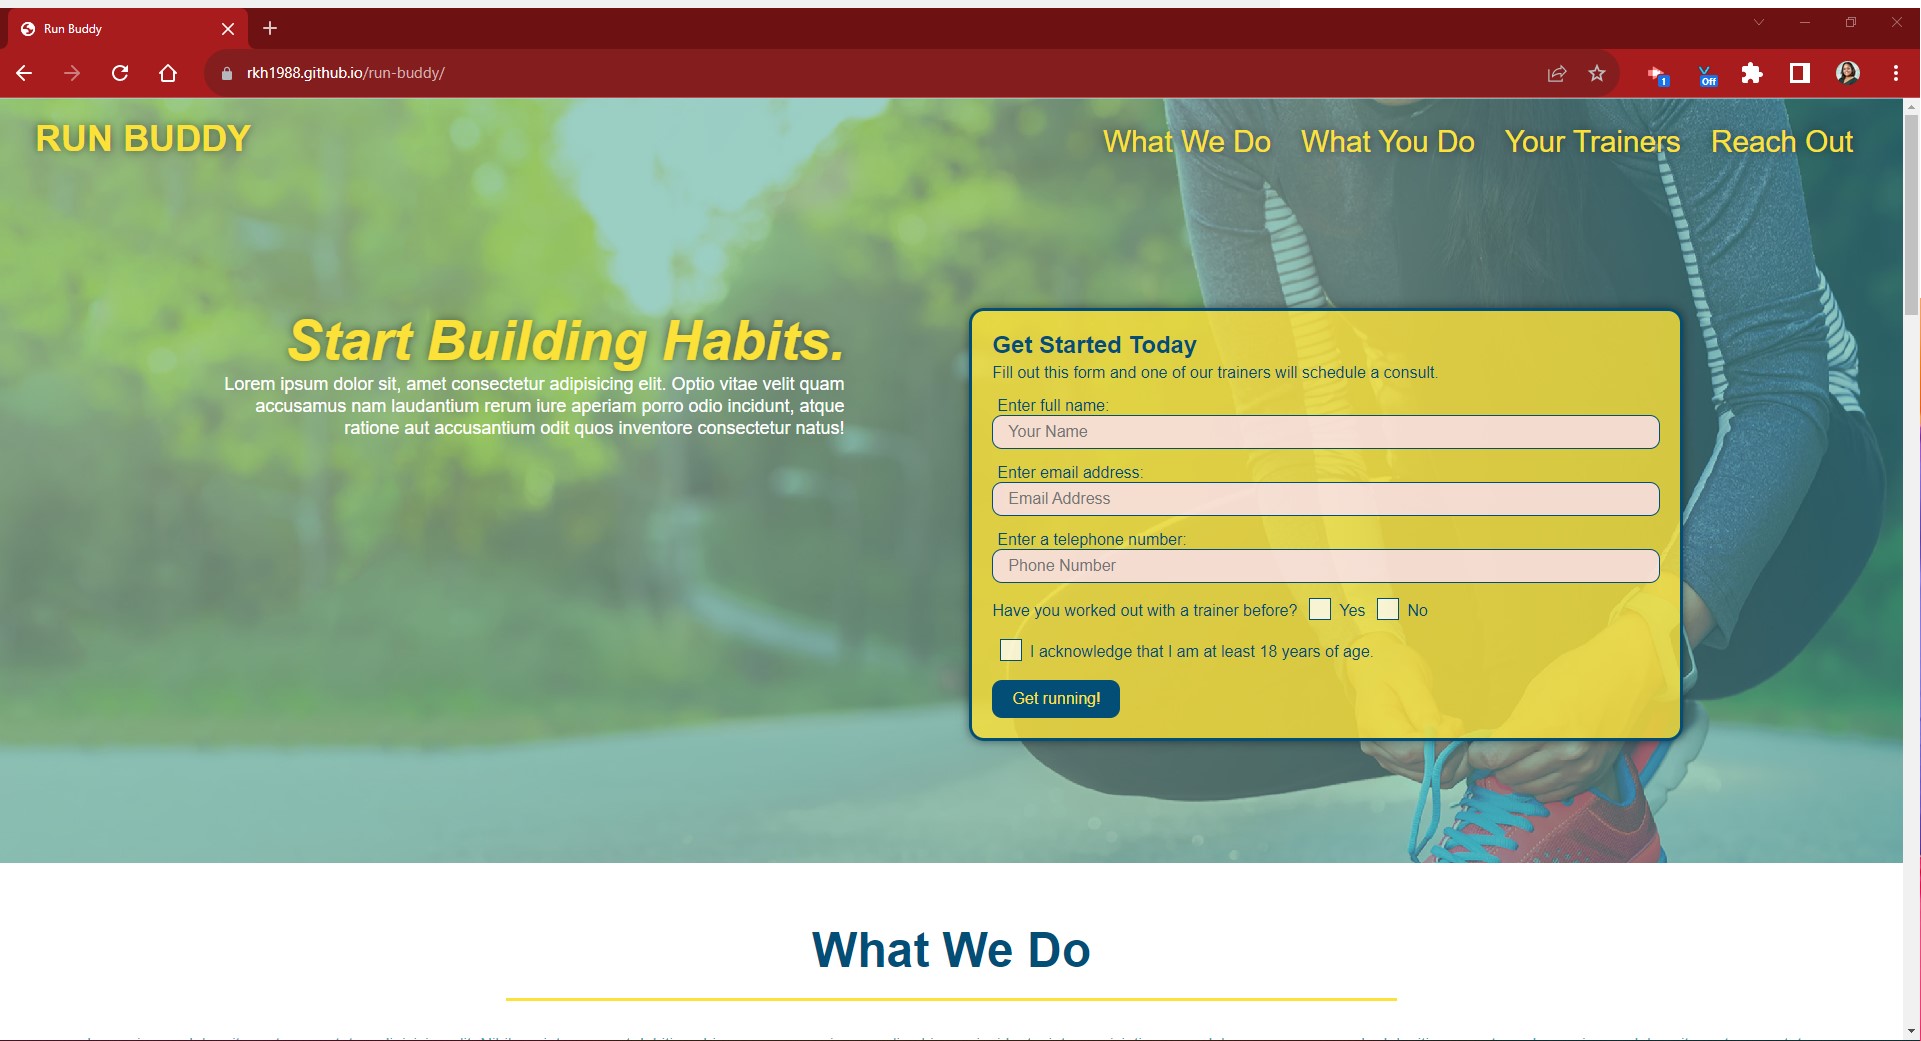 Run Buddy
rkh1988.github.io/run-buddy/
1
Off
RUN BUDDY
What We Do What You Do Your Trainers Reach Out
Start Building Habits.
Lorem ipsum dolor sit, amet consectetur adipisicing elit. Optio vitae velit quam
accusamus nam laudantium rerum iure aperiam porro odio incidunt, atque
ratione aut accusantium odit quos inventore consectetur natus!
Get Started Today
Fill out this form and one of our trainers will schedule a consult.
Enter full name:
Your Name
Enter email address:
Email Address
Enter a telephone number:
Phone Number
Have you worked out with a trainer before? Yes No
I acknowledge that I am at least 18 years of age.
Get running!
What We Do